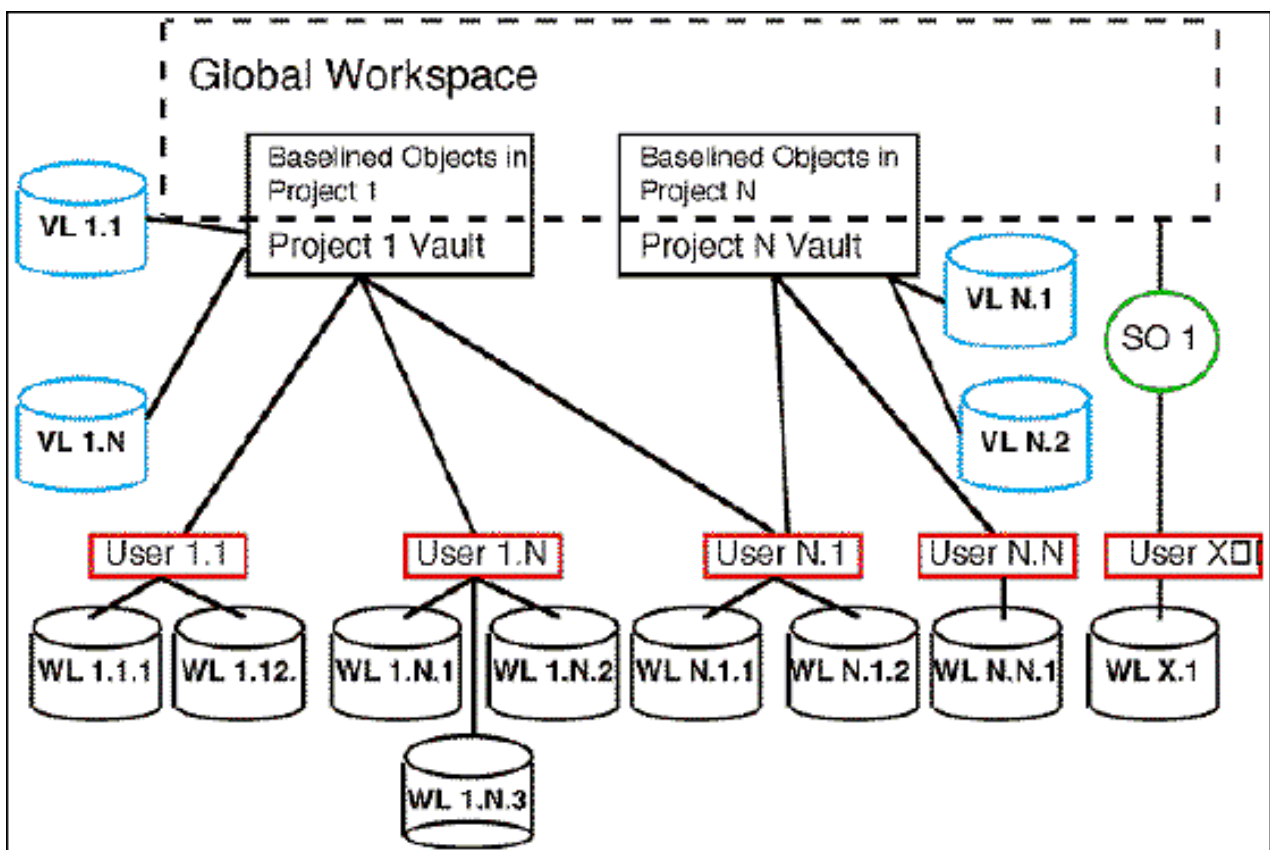 Global Workspace
Baselined Objects in
Project 1
Project 1 Vault
Baselined Objects in
Project N
Project N Vault
VL 1.1
VL 1.N
VL N.1
VL N.2
SO 1
User 1.1
User 1.N
User N.1
User N.N
User X
WL 1.1.1
WL 1.12.
WL 1.N.1
WL 1.N.2
WL N.1.1
WL N.1.2
WL N.N.1
WL X.1
WL 1.N.3